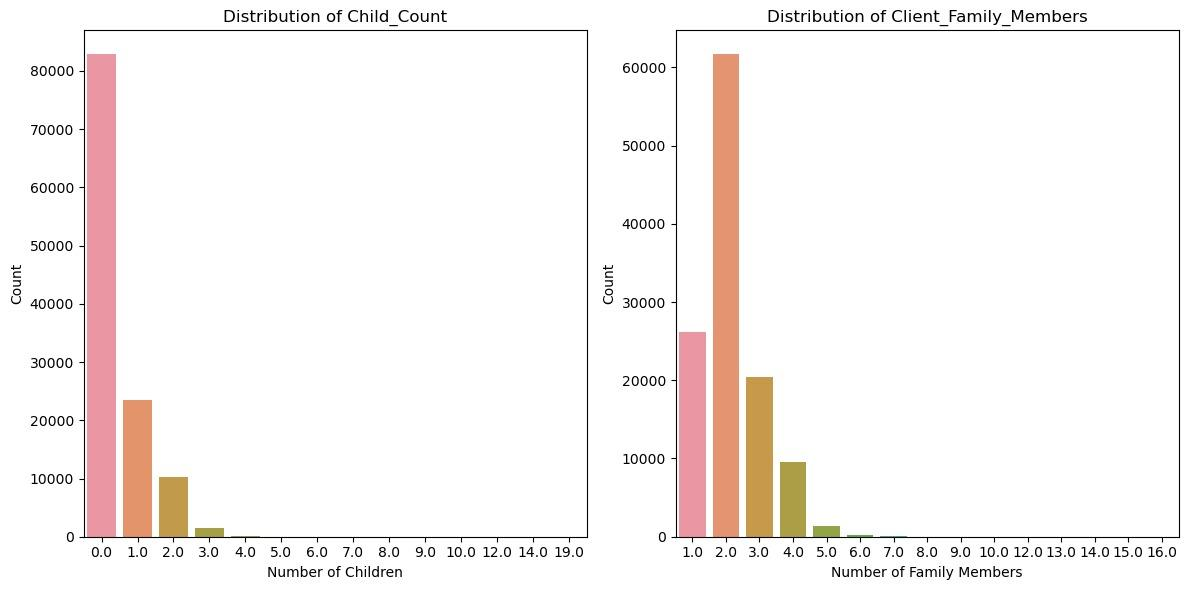 Distribution of Child_Count
Count
80000
70000
60000
50000
40000
30000
20000
10000
0
0.0 1.0 2.0 3.0 4.0 5.0 6.0 7.0 8.0 9.0 10.0 12.0 14.0 19.0
Number of Children
Distribution of Client_Family_Members
Count
60000
50000
40000
30000
20000
10000
0
1.0 2.0 3.0 4.0 5.0 6.0 7.0 8.0 9.0 10.0 12.0 13.0 14.0 15.0 16.0
Number of Family Members